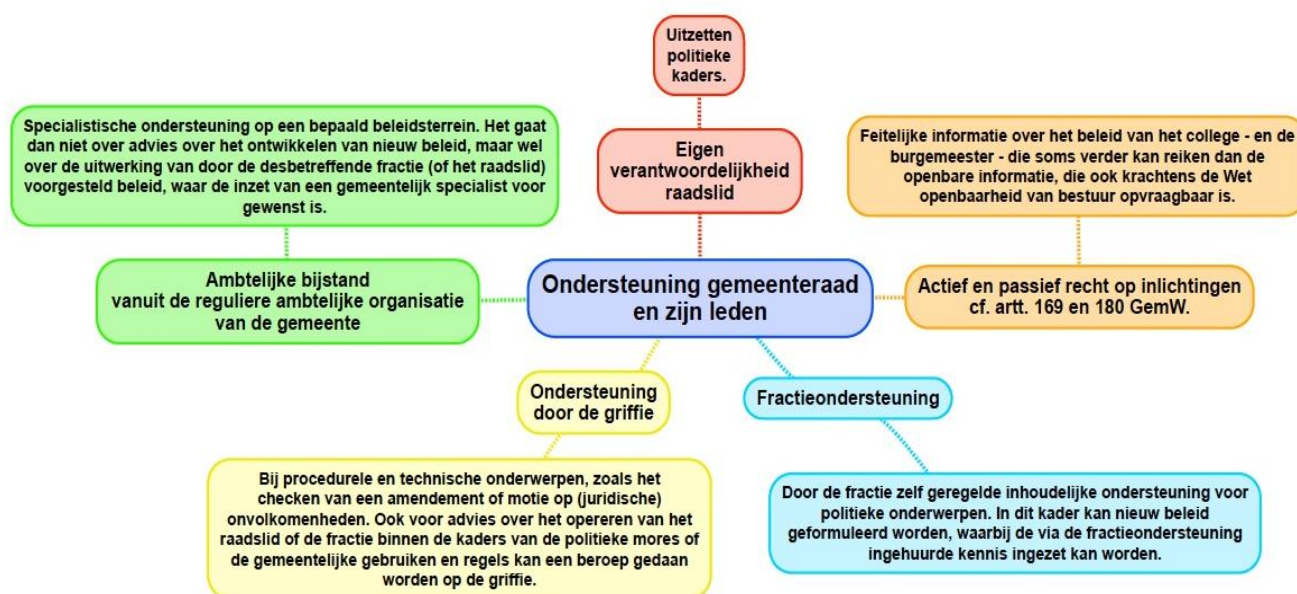 Uitzetten
politieke
kaders.
Specialistische ondersteuning op een bepaald beleidsterrein. Het gaat
dan niet over advies over het ontwikkelen van nieuw beleid, maar wel
over de uitwerking van door de desbetreffende fractie (of het raadslid)
voorgesteld beleid, waar de inzet van een gemeentelijk specialist voor
gewenst is.
Eigen
verantwoordelijkheid
raadslid
Feitelijke informatie over het beleid van het college - en de
burgemeester - die soms verder kan reiken dan de
openbare informatie, die ook krachtens de Wet
openbaarheid van bestuur opvraagbaar is.
Ambtelijke bijstand
vanuit de reguliere ambtelijke organisatie
van de gemeente
Ondersteuning gemeenteraad
en zijn leden
Actief en passief recht op inlichtingen
cf. artt. 169 en 180 GemW.
Ondersteuning
door de griffie
Fractieondersteuning
Bij procedurele en technische onderwerpen, zoals het
checken van een amendement of motie op (juridische)
onvolkomenheden. Ook voor advies over het opereren van het
raadslid of de fractie binnen de kaders van de politieke mores of
de gemeentelijke gebruiken en regels kan een beroep gedaan
worden op de griffie.
Door de fractie zelf geregelde inhoudelijke ondersteuning voor
politieke onderwerpen. In dit kader kan nieuw beleid
geformuleerd worden, waarbij de via de fractieondersteuning
ingehuurde kennis ingezet kan worden.